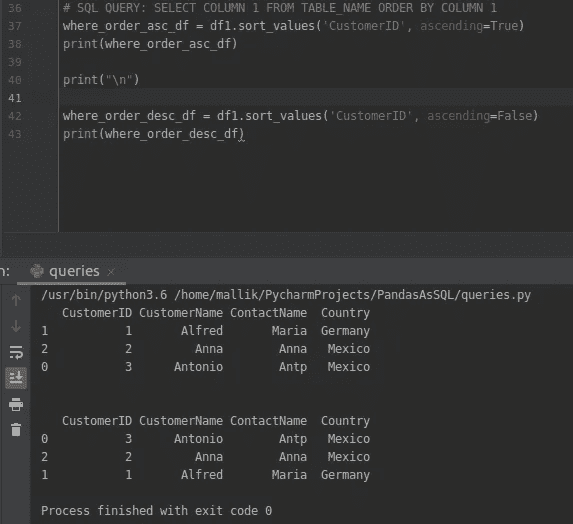 36 # SQL QUERY: SELECT COLUMN 1 FROM TABLE_NAME ORDER BY COLUMN 1
37 where_order_asc_df = df1.sort_values('CustomerID', ascending=True)
38 print(where_order_asc_df)
39
40 print("\n")
41
42 where_order_desc_df = df1.sort_values('CustomerID', ascending=False)
43 print(where_order_desc_df)
n: queries ×
/usr/bin/python3.6 /home/mallik/PycharmProjects/PandasAsSQL/queries.py
   CustomerID CustomerName ContactName  Country
1           1       Alfred       Maria  Germany
2           2         Anna        Anna   Mexico
0           3      Antonio        Antp   Mexico
   CustomerID CustomerName ContactName  Country
0           3      Antonio        Antp   Mexico
2           2         Anna        Anna   Mexico
1           1       Alfred       Maria  Germany
Process finished with exit code 0